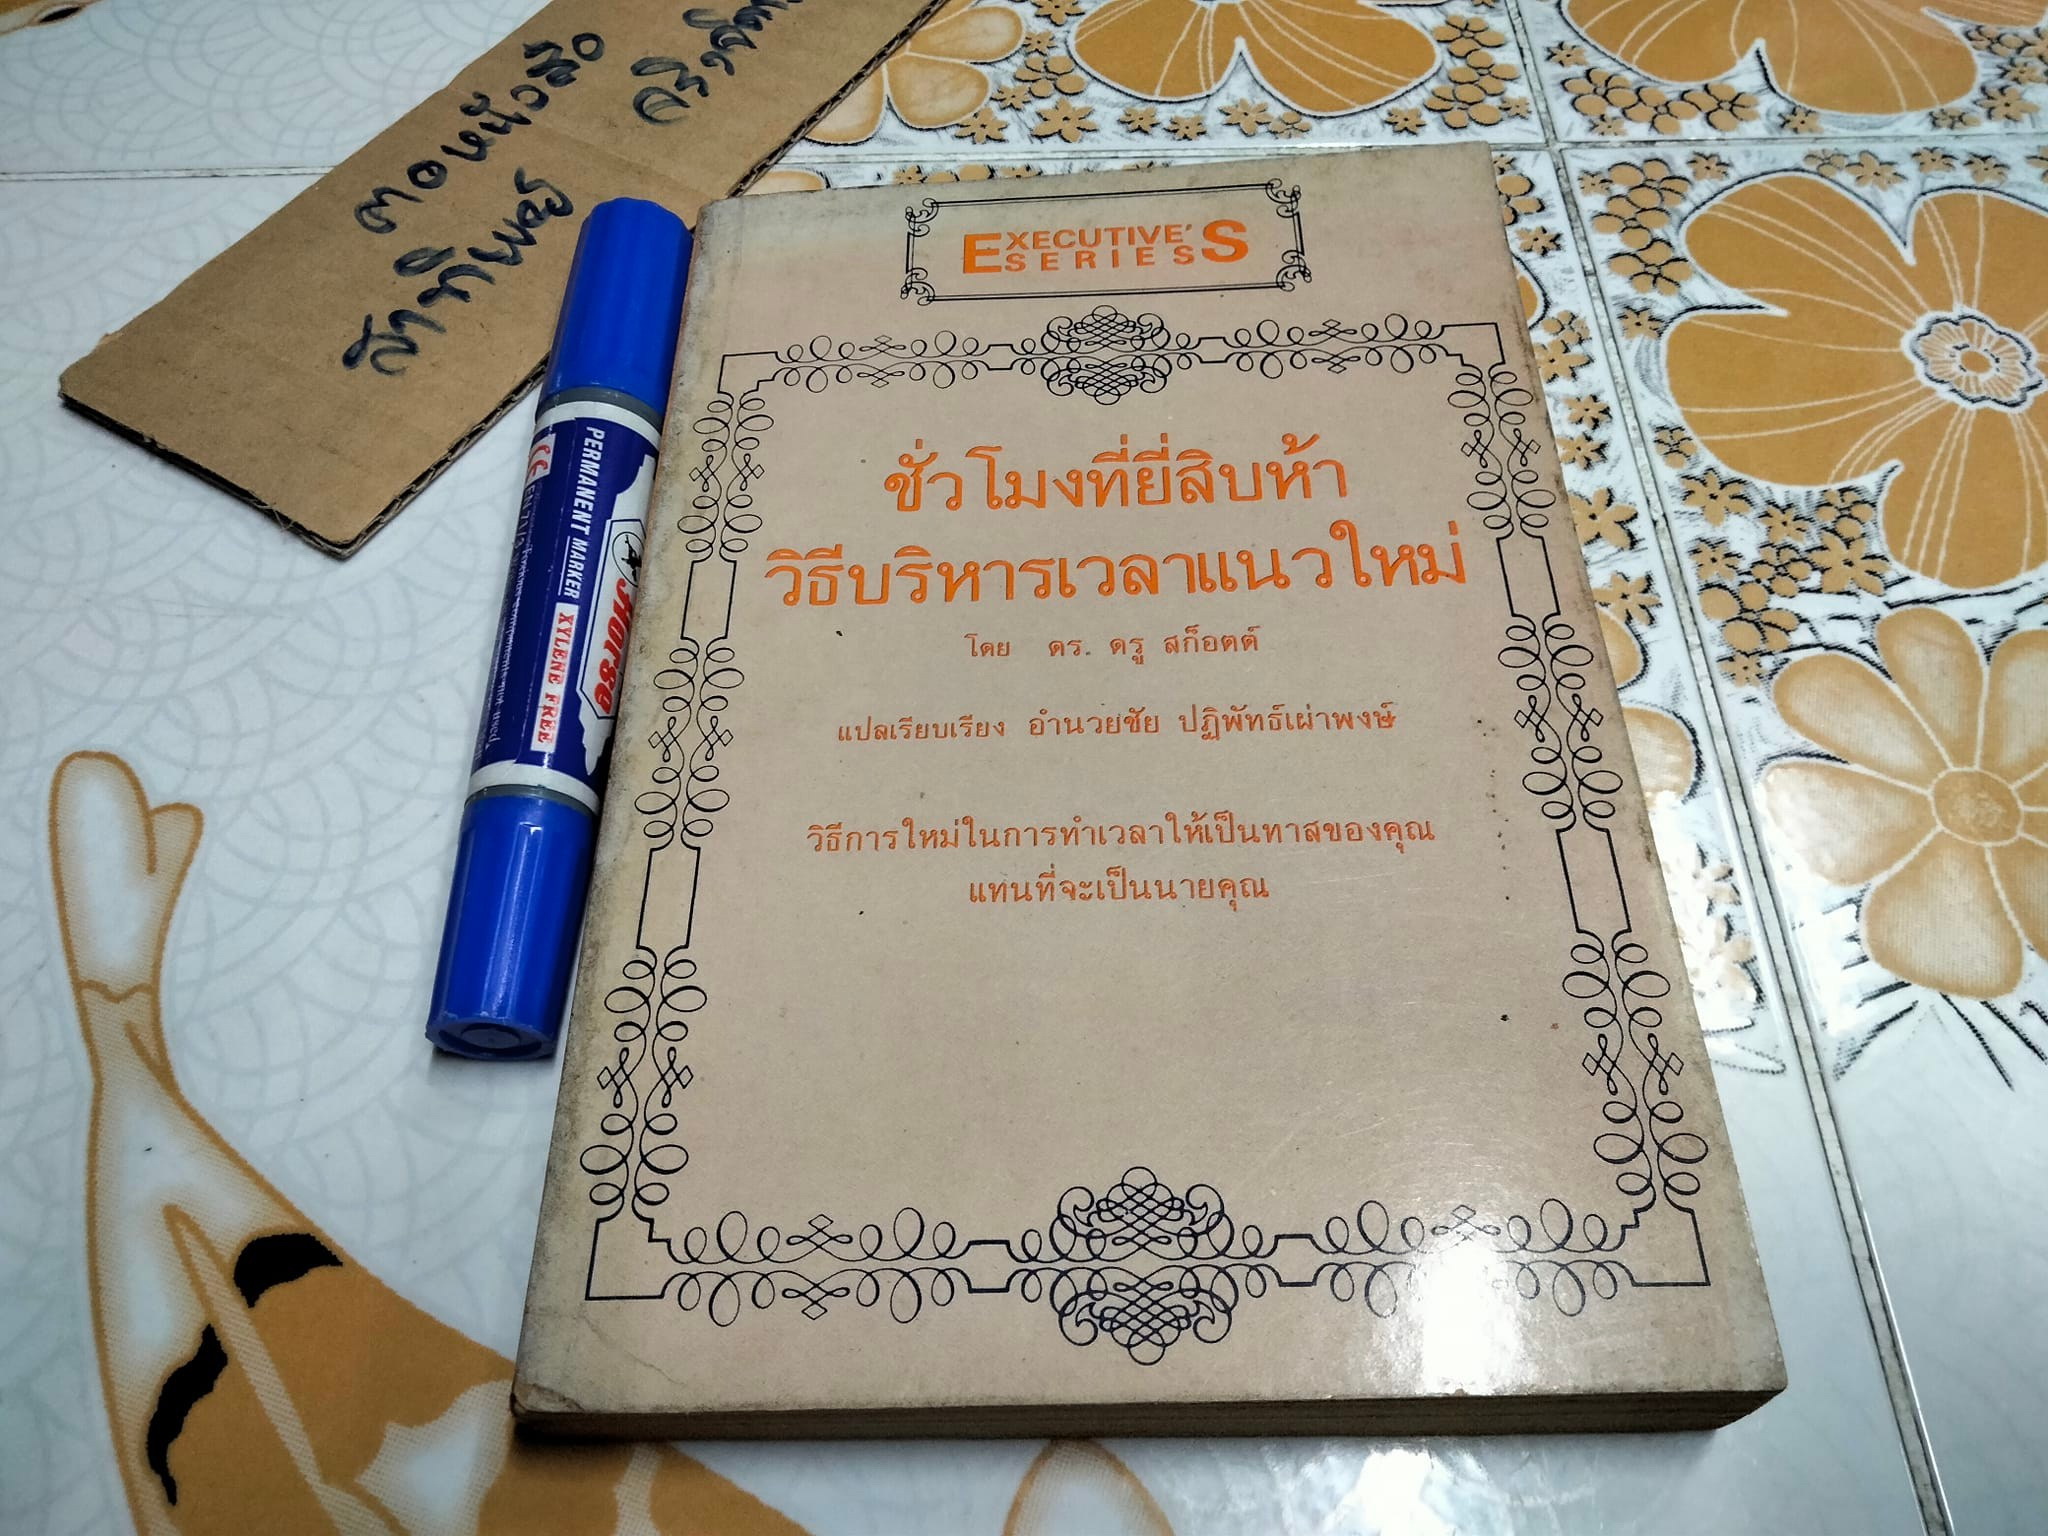 EXECUTIVE'S
SERIES
ชั่วโมงที่ยี่สิบห้า
วิธีบริหารเวลาแนวใหม่
โดย ดร. ดรู สก็อตต์
แปลเรียบเรียง อำนวยชัย ปฏิพัทธ์เผ่าพงษ์
วิธีการใหม่ในการทำเวลาให้เป็นทาสของคุณ
แทนที่จะเป็นนายคุณ
Horse
PERMANENT MARKER XYLENE FREE
CE EN 71/3